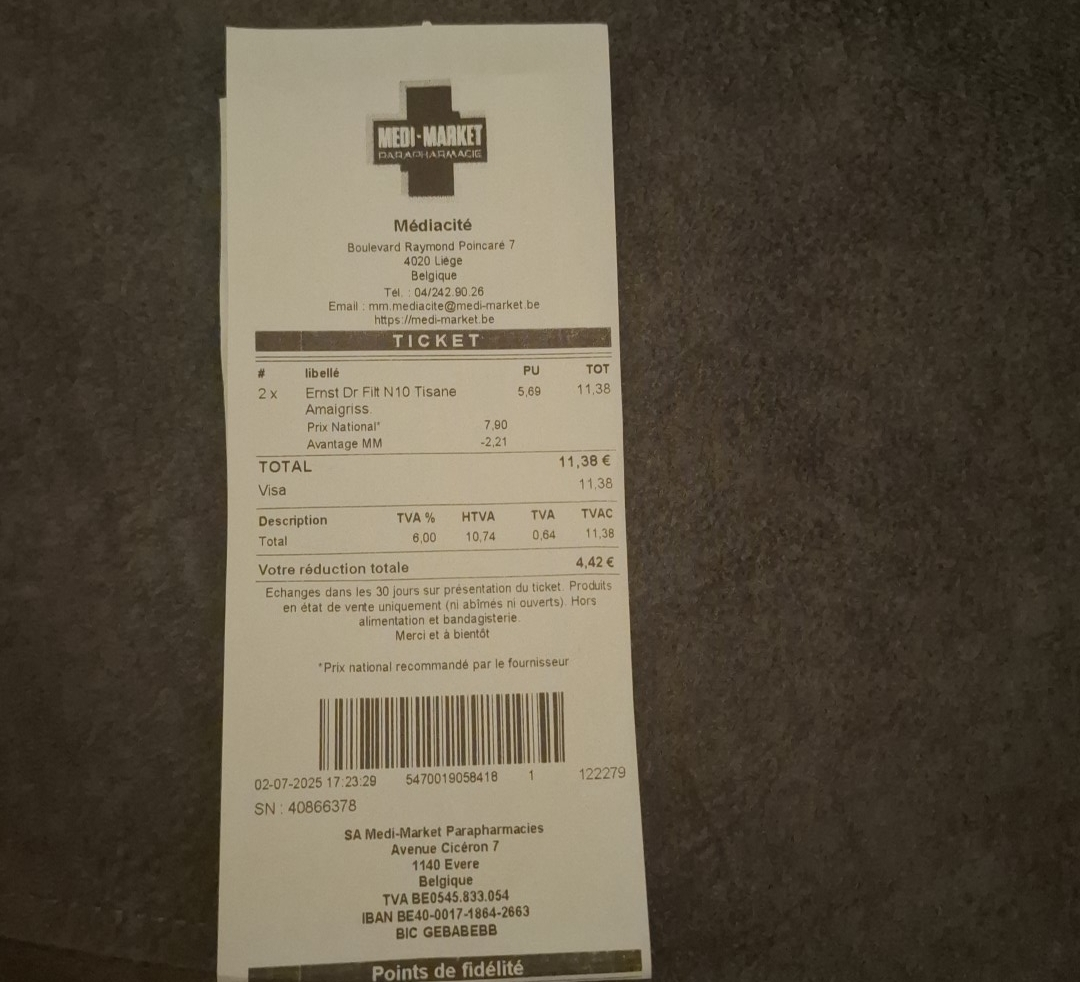 MEDI-MARKET
PARAPHARMACIE
Médiacité
Boulevard Raymond Poincaré 7
4020 Liège
Belgique
Tél. : 04/242.90.26
Email : mm.mediacite@medi-market.be
https://medi-market.be
TICKET
# libellé PU TOT
2 x Ernst Dr Filt N10 Tisane 5,69 11,38
Amaigriss.
Prix National* 7,90
Avantage MM -2,21
TOTAL 11,38 €
Visa 11,38
Description TVA % HTVA TVA TVAC
Total 6,00 10,74 0,64 11,38
Votre réduction totale 4,42 €
Echanges dans les 30 jours sur présentation du ticket. Produits
en état de vente uniquement (ni abîmés ni ouverts). Hors
alimentation et bandagisterie.
Merci et à bientôt
*Prix national recommandé par le fournisseur
02-07-2025 17:23:29 5470019058418 1 122279
SN : 40866378
SA Medi-Market Parapharmacies
Avenue Cicéron 7
1140 Evere
Belgique
TVA BE0545.833.054
IBAN BE40-0017-1864-2663
BIC GEBABEBB
Points de fidélité